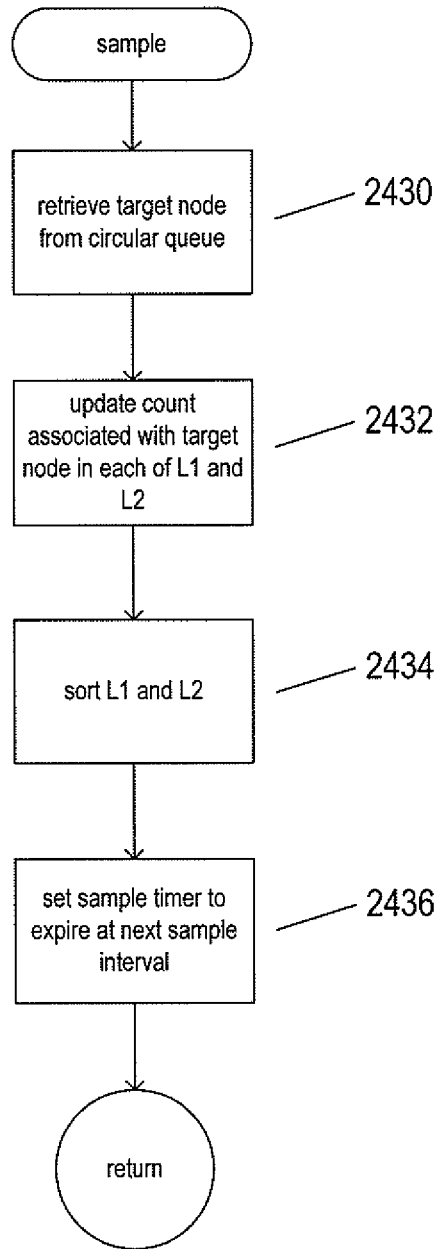 sample
retrieve target node
from circular queue
2430
update count
associated with target
node in each of L1 and
L2
2432
sort L1 and L2
2434
set sample timer to
expire at next sample
interval
2436
return